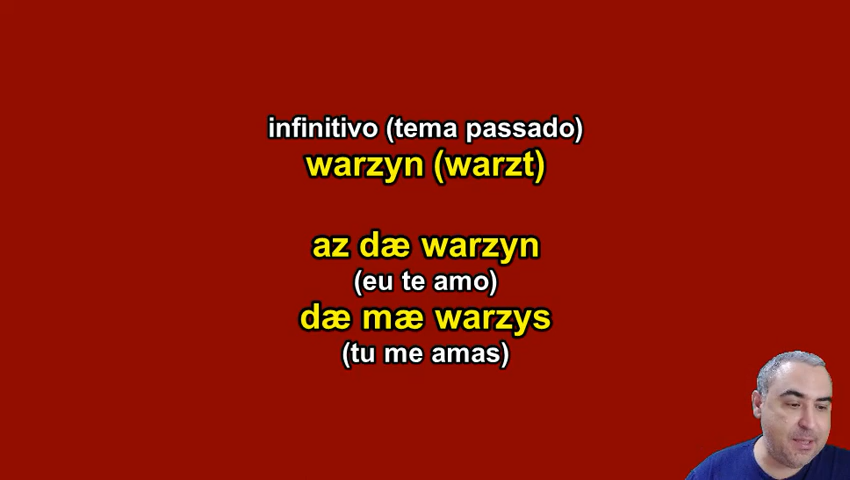 infinitivo (tema passado)
warzyn (warzt)
az dæ warzyn
(eu te amo)
dæ mæ warzys
(tu me amas)